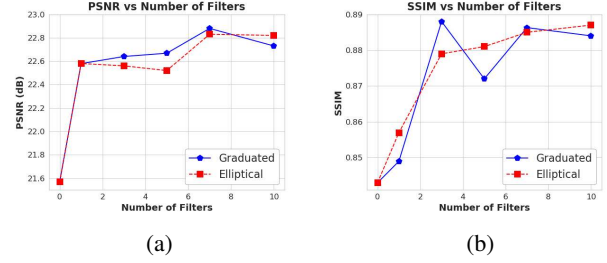 PSNR vs Number of Filters
23.0
22.8
22.6
22.4
22.2
22.0
21.8
21.6
PSNR (dB)
Graduated
Elliptical
0 2 4 6 8 10
Number of Filters
(a)
SSIM vs Number of Filters
0.89
0.88
0.87
0.86
0.85
SSIM
Graduated
Elliptical
0 2 4 6 8 10
Number of Filters
(b)